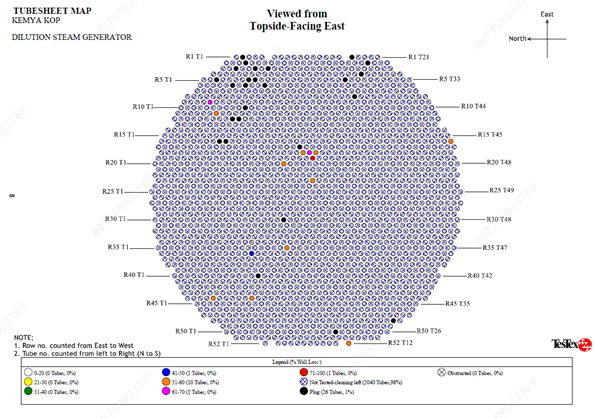 TUBESHEET MAP
KEMYA KOP
DILUTION STEAM GENERATOR
Viewed from
Topside-Facing East
East
North
R1 T1
R1 T21
R5 T1
R5 T33
R10 T1
R10 T44
R15 T1
R15 T45
R20 T1
R20 T48
R25 T1
R25 T49
R30 T1
R30 T48
R35 T1
R35 T47
R40 T1
R40 T42
R45 T1
R45 T35
R50 T1
R50 T26
R52 T1
R52 T12
8
NOTE;
1. Row no. counted from East to West
2. Tube no. counted from left to Right (N to S)
TesTex
Legend (% Wall Loss )
0-20 (0 Tubes, 0%)
41-50 (1 Tubes, 0%)
71-100 (1 Tubes, 0%)
Obstructed (0 Tubes, 0%)
21-30 (0 Tubes, 0%)
51-60 (10 Tubes, 0%)
Not Tested-cleaning left (2040 Tubes,98%)
31-40 (0 Tubes, 0%)
61-70 (2 Tubes, 0%)
Plug (26 Tubes, 1%)
007759033769